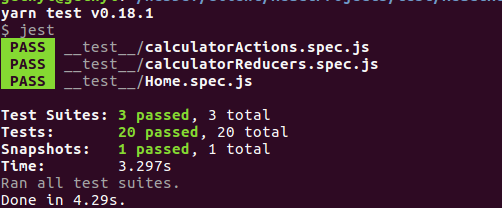 yarn test v0.18.1
$ jest
PASS __test__/calculatorActions.spec.js
PASS __test__/calculatorReducers.spec.js
PASS __test__/Home.spec.js
Test Suites: 3 passed, 3 total
Tests: 20 passed, 20 total
Snapshots: 1 passed, 1 total
Time: 3.297s
Ran all test suites.
Done in 4.29s.